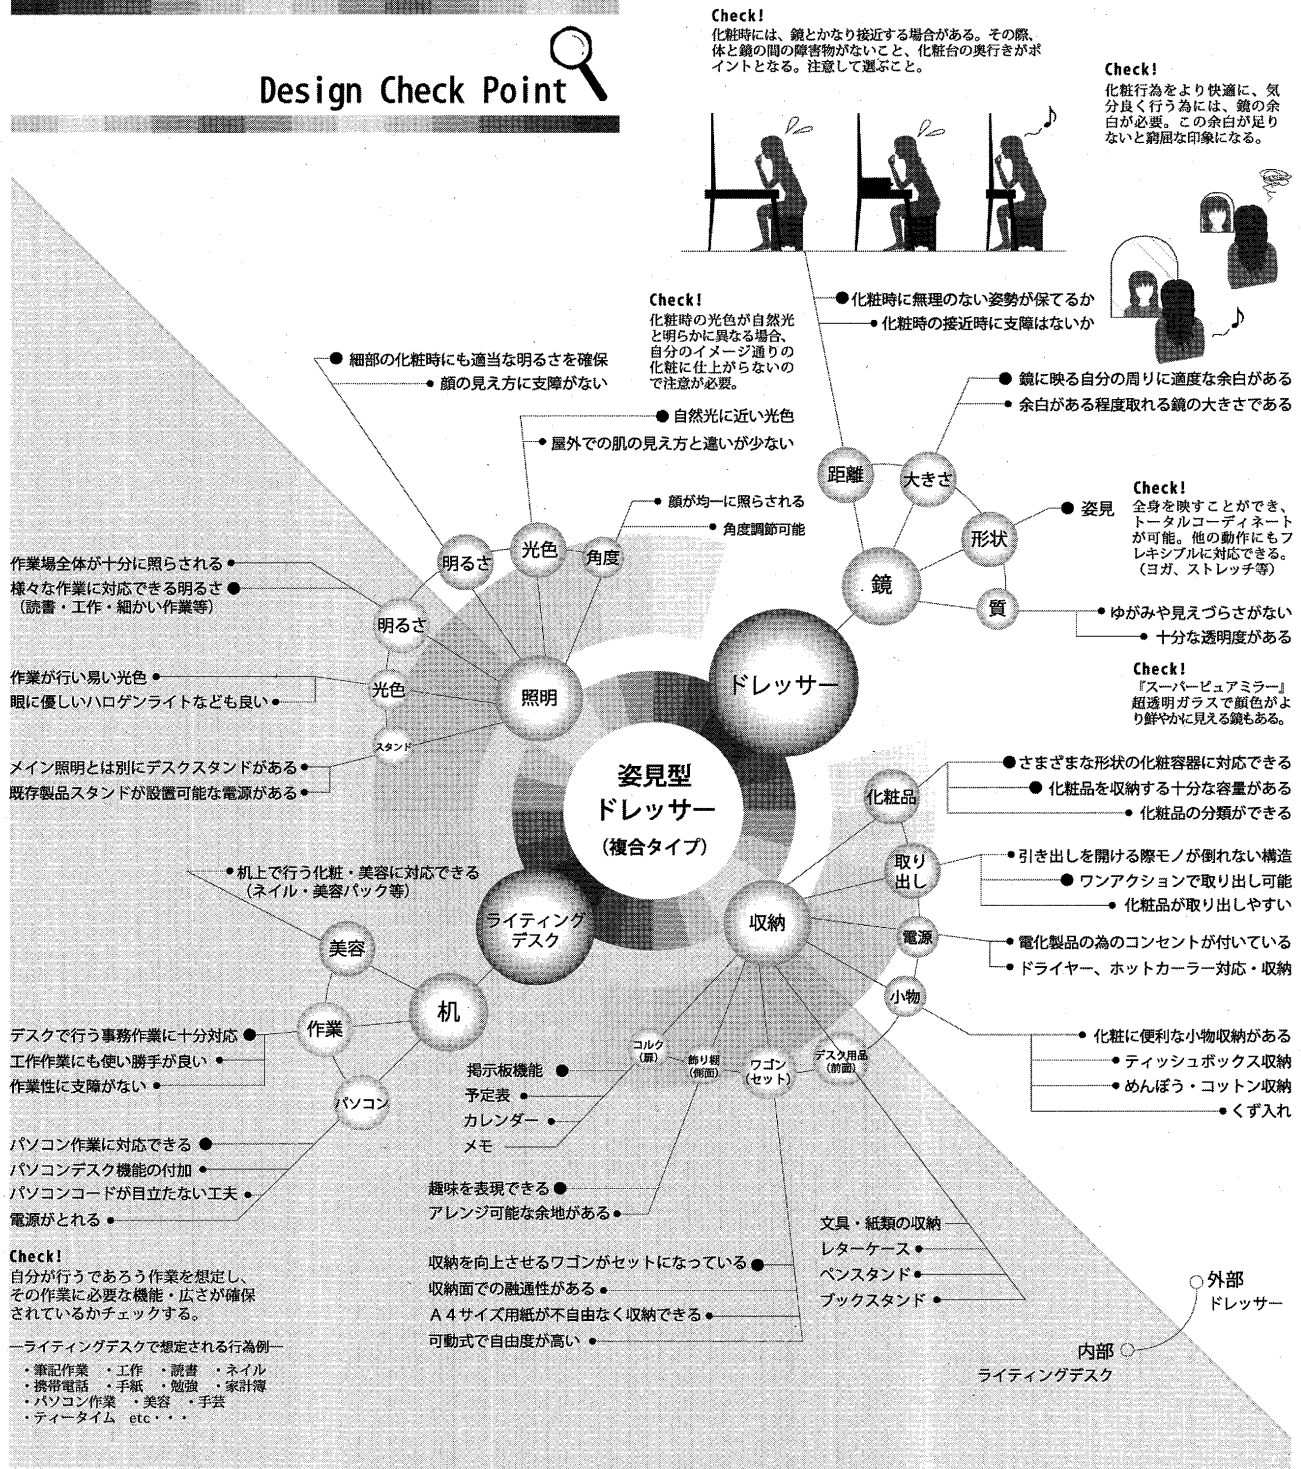 Design Check Point
Check!
化粧時には、鏡とかなり接近する場合がある。その際、
体と鏡の間の障害物がないこと、化粧台の奥行きがポ
イントとなる。注意して選ぶこと。
Check!
化粧行為をより快適に、気
分良く行う為には、鏡の余
白が必要。この余白が足り
ないと窮屈な印象になる。
化粧時に無理のない姿勢が保てるか
化粧時の接近時に支障はないか
Check!
化粧時の光色が自然光
と明らかに異なる場合、
自分のイメージ通りの
化粧に仕上がらないの
で注意が必要。
細部の化粧時にも適当な明るさを確保
顔の見え方に支障がない
自然光に近い光色
屋外での肌の見え方と違いが少ない
鏡に映る自分の周りに適度な余白がある
余白がある程度取れる鏡の大きさである
距離
大きさ
形状
質
鏡
姿見
Check!
全身を映すことができ、
トータルコーディネート
が可能。他の動作にもフ
レキシブルに対応できる。
（ヨガ、ストレッチ等）
顔が均一に照らされる
角度調節可能
明るさ
光色
角度
作業場全体が十分に照らされる
様々な作業に対応できる明るさ
（読書・工作・細かい作業等）
明るさ
光色
スタンド
照明
ゆがみや見えづらさがない
十分な透明度がある
Check!
『スーパーピュアミラー』
超透明ガラスで顔色がよ
り鮮やかに見える鏡もある。
作業が行い易い光色
眼に優しいハロゲンライトなども良い
メイン照明とは別にデスクスタンドがある
既存製品スタンドが設置可能な電源がある
ドレッサー
姿見型
ドレッサー
（複合タイプ）
化粧品
さまざまな形状の化粧容器に対応できる
化粧品を収納する十分な容量がある
化粧品の分類ができる
取り
出し
引き出しを開ける際モノが倒れない構造
ワンアクションで取り出し可能
化粧品が取り出しやすい
収納
電源
電化製品の為のコンセントが付いている
ドライヤー、ホットカーラー対応・収納
小物
化粧に便利な小物収納がある
ティッシュボックス収納
めんぼう・コットン収納
くず入れ
机上で行う化粧・美容に対応できる
（ネイル・美容パック等）
ライティング
デスク
美容
作業
机
パソコン
デスクで行う事務作業に十分対応
工作作業にも使い勝手が良い
作業性に支障がない
パソコン作業に対応できる
パソコンデスク機能の付加
パソコンコードが目立たない工夫
電源がとれる
コルク
（扉）
飾り棚
（側面）
ワゴン
（セット）
デスク用品
（前面）
掲示板機能
予定表
カレンダー
メモ
趣味を表現できる
アレンジ可能な余地がある
収納を向上させるワゴンがセットになっている
収納面での融通性がある
A４サイズ用紙が不自由なく収納できる
可動式で自由度が高い
文具・紙類の収納
レターケース
ペンスタンド
ブックスタンド
Check!
自分が行うであろう作業を想定し、
その作業に必要な機能・広さが確保
されているかチェックする。
―ライティングデスクで想定される行為例―
・筆記作業　・工作　・読書　・ネイル
・携帯電話　・手紙　・勉強　・家計簿
・パソコン作業　・美容　・手芸
・ティータイム　etc・・・
外部
ドレッサー
内部
ライティングデスク